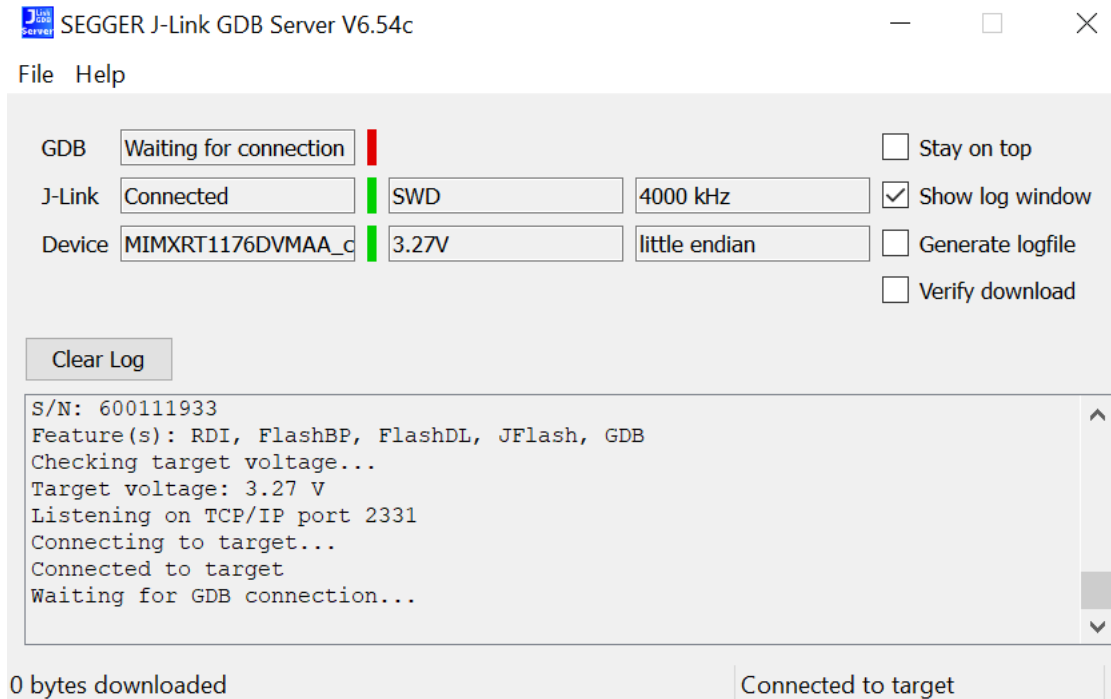 J-Link
GDB
Server
SEGGER J-Link GDB Server V6.54c
File Help
GDB Waiting for connection Stay on top
J-Link Connected SWD 4000 kHz Show log window
Device MIMXRT1176DVMAA_c 3.27V little endian Generate logfile
Verify download
Clear Log
S/N: 600111933
Feature(s): RDI, FlashBP, FlashDL, JFlash, GDB
Checking target voltage...
Target voltage: 3.27 V
Listening on TCP/IP port 2331
Connecting to target...
Connected to target
Waiting for GDB connection...
0 bytes downloaded Connected to target